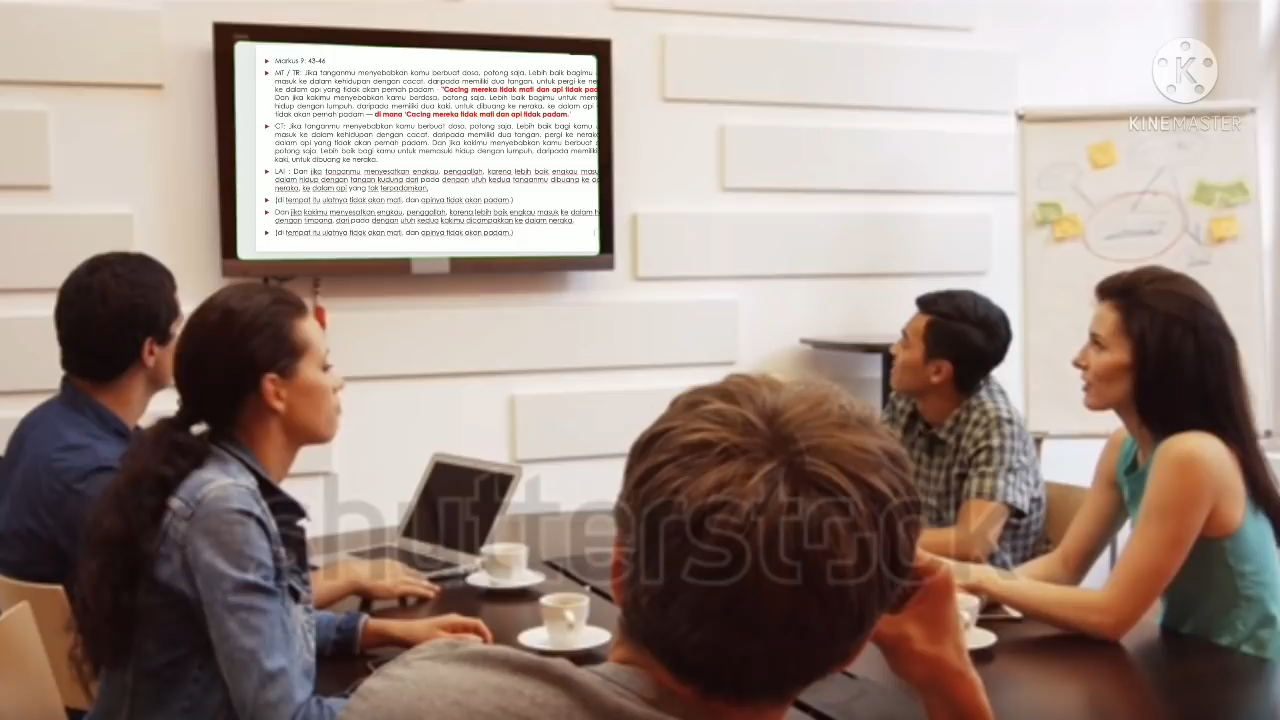 Markus 9: 43-46
MT / TR: Jika tanganmu menyebabkan kamu berbuat dosa, potong saja. Lebih baik bagimu
masuk ke dalam kehidupan dengan cacat, daripada memiliki dua tangan, untuk pergi ke
ke dalam api yang tidak akan pernah padam "Cacing mereka tidak mati dan api tidak
Dan jika kakimu menyebabkan kamu berdosa, potong saja. Lebih baik bagimu untuk
hidup dengan lumpuh, daripada memiliki dua kaki, untuk dibuang ke neraka, ke dalam api
tidak akan pernah padam — di mana 'Cacing mereka tidak mati dan api tidak padam.'
CT: Jika tanganmu menyebabkan kamu berbuat dosa, potong saja. Lebih baik bagi kamu
masuk ke dalam kehidupan dengan cacat, daripada memiliki dua tangan, pergi ke
dalam api yang tidak akan pernah padam. Dan jika kakimu menyebabkan kamu berbuat
potong saja. Lebih baik bagi kamu untuk memasuki hidup dengan lumpuh, daripada
kaki, untuk dibuang ke neraka.
LAI : Dan jika tanganmu menyesatkan engkau, penggallah, karena lebih baik engkau
dalam hidup dengan tangan kudung dari pada dengan utuh kedua tanganmu dibuang ke
neraka, ke dalam api yang tak terpadamkan.
(di tempat itu ulatnya tidak akan mati, dan apinya tidak akan padam.)
Dan jika kakimu menyesatkan engkau, penggallah, karena lebih baik engkau masuk ke dalam
dengan timpang, dari pada dengan utuh kedua kakimu dicampakkan ke dalam neraka,
(di tempat itu ulatnya tidak akan mati, dan apinya tidak akan padam.)
K
KINEMASTER
shutterstock